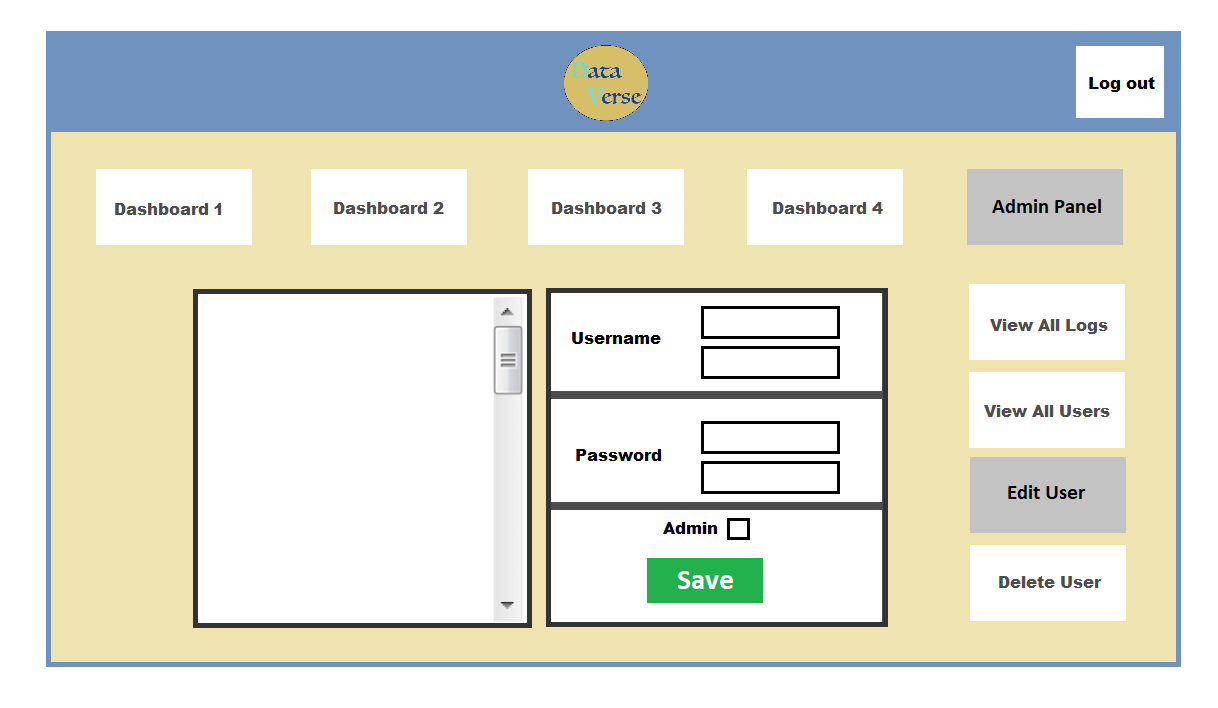 Data
Verse
Log out
Dashboard 1
Dashboard 2
Dashboard 3
Dashboard 4
Admin Panel
Username
Password
Admin
Save
View All Logs
View All Users
Edit User
Delete User